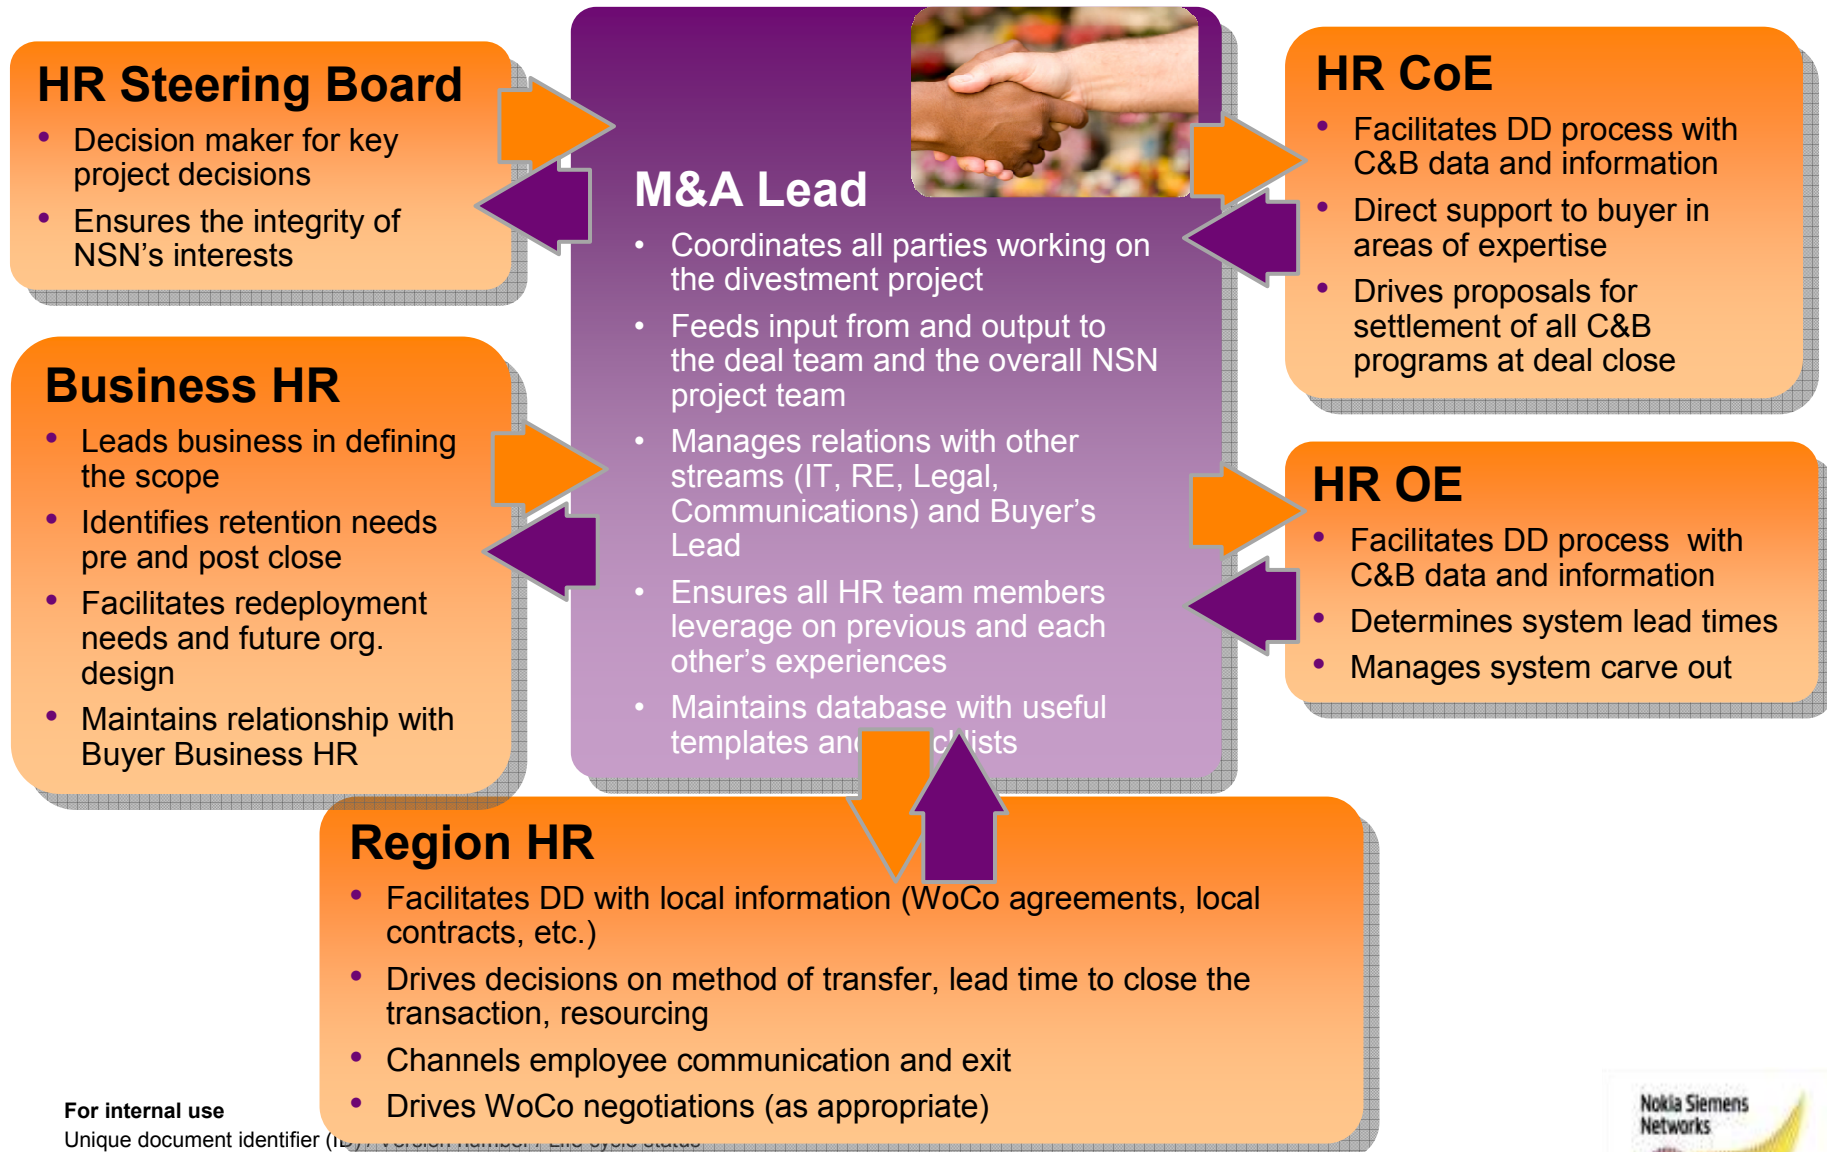 HR Steering Board
• Decision maker for key
project decisions
• Ensures the integrity of
NSN's interests
Business HR
• Leads business in defining
the scope
• Identifies retention needs
pre and post close
• Facilitates redeployment
needs and future org.
design
• Maintains relationship with
Buyer Business HR
M&A Lead
• Coordinates all parties working on
the divestment project
• Feeds input from and output to
the deal team and the overall NSN
project team
• Manages relations with other
streams (IT, RE, Legal,
Communications) and Buyer's
Lead
• Ensures all HR team members
leverage on previous and each
other's experiences
• Maintains database with useful
templates
HR CoE
• Facilitates DD process with
C&B data and information
• Direct support to buyer in
areas of expertise
• Drives proposals for
settlement of all C&B
programs at deal close
HR OE
• Facilitates DD process with
C&B data and information
• Determines system lead times
• Manages system carve out
Region HR
• Facilitates DD with local information (WoCo agreements, local
contracts, etc.)
• Drives decisions on method of transfer, lead time to close the
transaction, resourcing
• Channels employee communication and exit
• Drives WoCo negotiations (as appropriate)
For internal use
Unique document identifier
Nokia Siemens
Networks